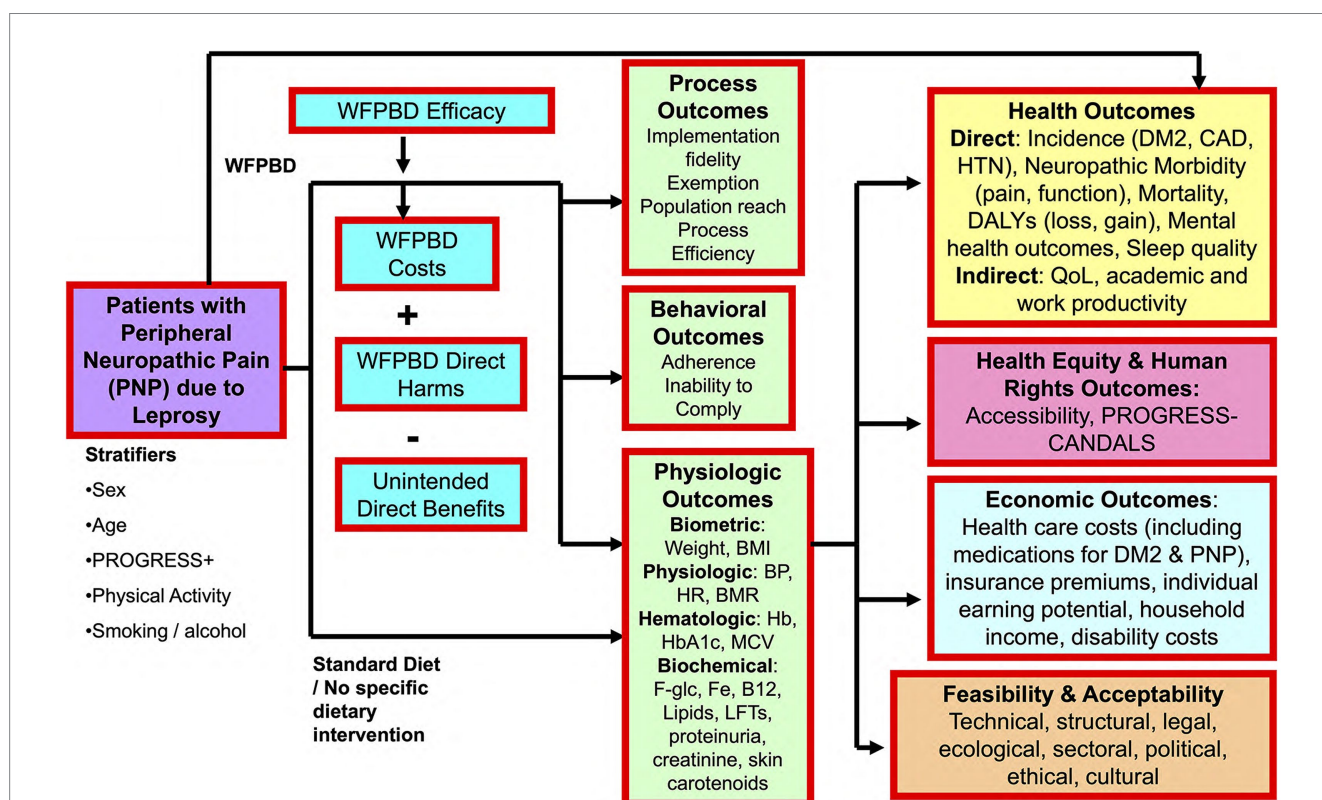 WFPBD Efficacy
WFPBD
WFPBD
Costs
+
WFPBD Direct
Harms
-
Unintended
Direct Benefits
Patients with
Peripheral
Neuropathic Pain
(PNP) due to
Leprosy
Stratifiers
•Sex
•Age
•PROGRESS+
•Physical Activity
•Smoking / alcohol
Standard Diet
/ No specific
dietary
intervention
Process
Outcomes
Implementation
fidelity
Exemption
Population reach
Process
Efficiency
Behavioral
Outcomes
Adherence
Inability to
Comply
Physiologic
Outcomes
Biometric:
Weight, BMI
Physiologic: BP,
HR, BMR
Hematologic: Hb,
HbA1c, MCV
Biochemical:
F-glc, Fe, B12,
Lipids, LFTs,
proteinuria,
creatinine, skin
carotenoids
Health Outcomes
Direct: Incidence (DM2, CAD,
HTN), Neuropathic Morbidity
(pain, function), Mortality,
DALYs (loss, gain), Mental
health outcomes, Sleep quality
Indirect: QoL, academic and
work productivity
Health Equity & Human
Rights Outcomes:
Accessibility, PROGRESS-
CANDALS
Economic Outcomes:
Health care costs (including
medications for DM2 & PNP),
insurance premiums, individual
earning potential, household
income, disability costs
Feasibility & Acceptability
Technical, structural, legal,
ecological, sectoral, political,
ethical, cultural